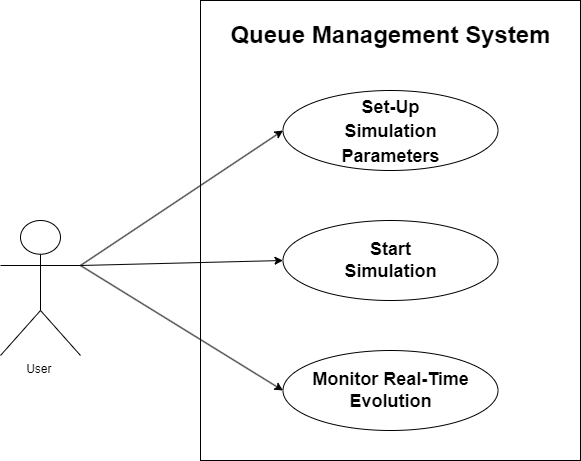 Queue Management System
Set-Up
Simulation
Parameters
Start
Simulation
Monitor Real-Time
Evolution
User